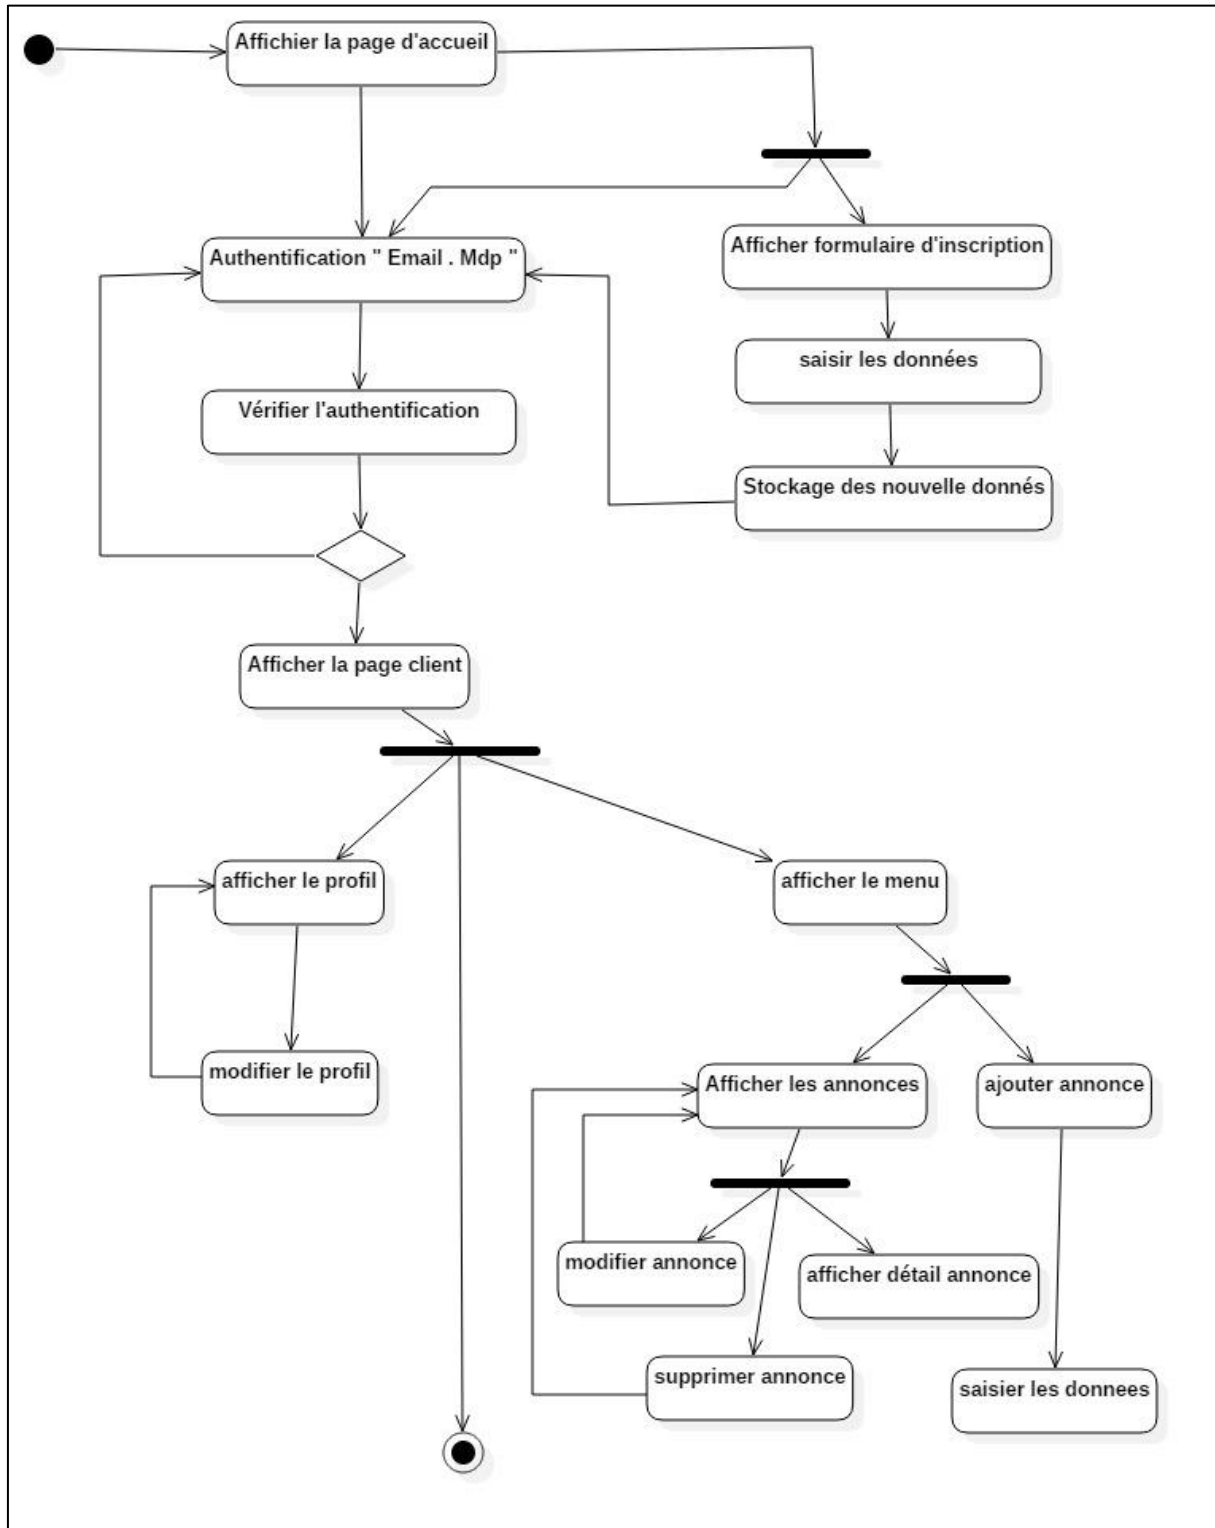 Affichier la page d'accueil
Authentification " Email . Mdp "
Afficher formulaire d'inscription
saisir les données
Vérifier l'authentification
Stockage des nouvelle donnés
Afficher la page client
afficher le profil
afficher le menu
modifier le profil
Afficher les annonces
ajouter annonce
modifier annonce
afficher détail annonce
supprimer annonce
saisier les donnees